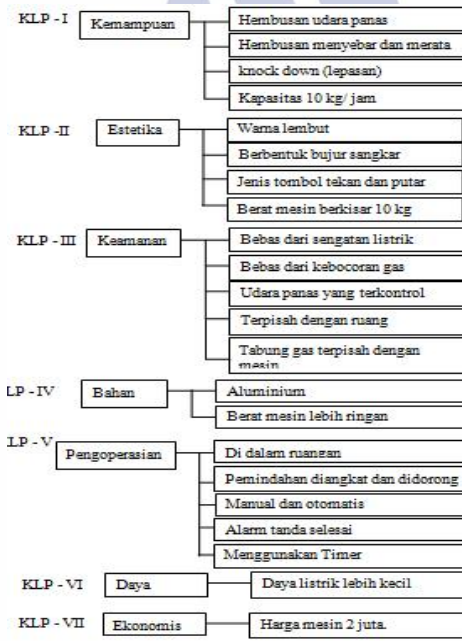 KLP - I
Kemampuan
Hembusan udara panas
Hembusan menyebar dan merata
knock down (lepasan)
Kapasitas 10 kg/ jam
KLP -II
Estetika
Warna lembut
Berbentuk bujur sangkar
Jenis tombol tekan dan putar
Berat mesin berkisar 10 kg
KLP - III
Keamanan
Bebas dari sengatan listrik
Bebas dari kebocoran gas
Udara panas yang terkontrol
Terpisah dengan ruang
Tabung gas terpisah dengan
mesin
LP - IV
Bahan
Aluminium
Berat mesin lebih ringan
LP - V
Pengoperasian
Di dalam ruangan
Pemindahan diangkat dan didorong
Manual dan otomatis
Alarm tanda selesai
Menggunakan Timer
KLP - VI
Daya
Daya listrik lebih kecil
KLP - VII
Ekonomis
Harga mesin 2 juta.